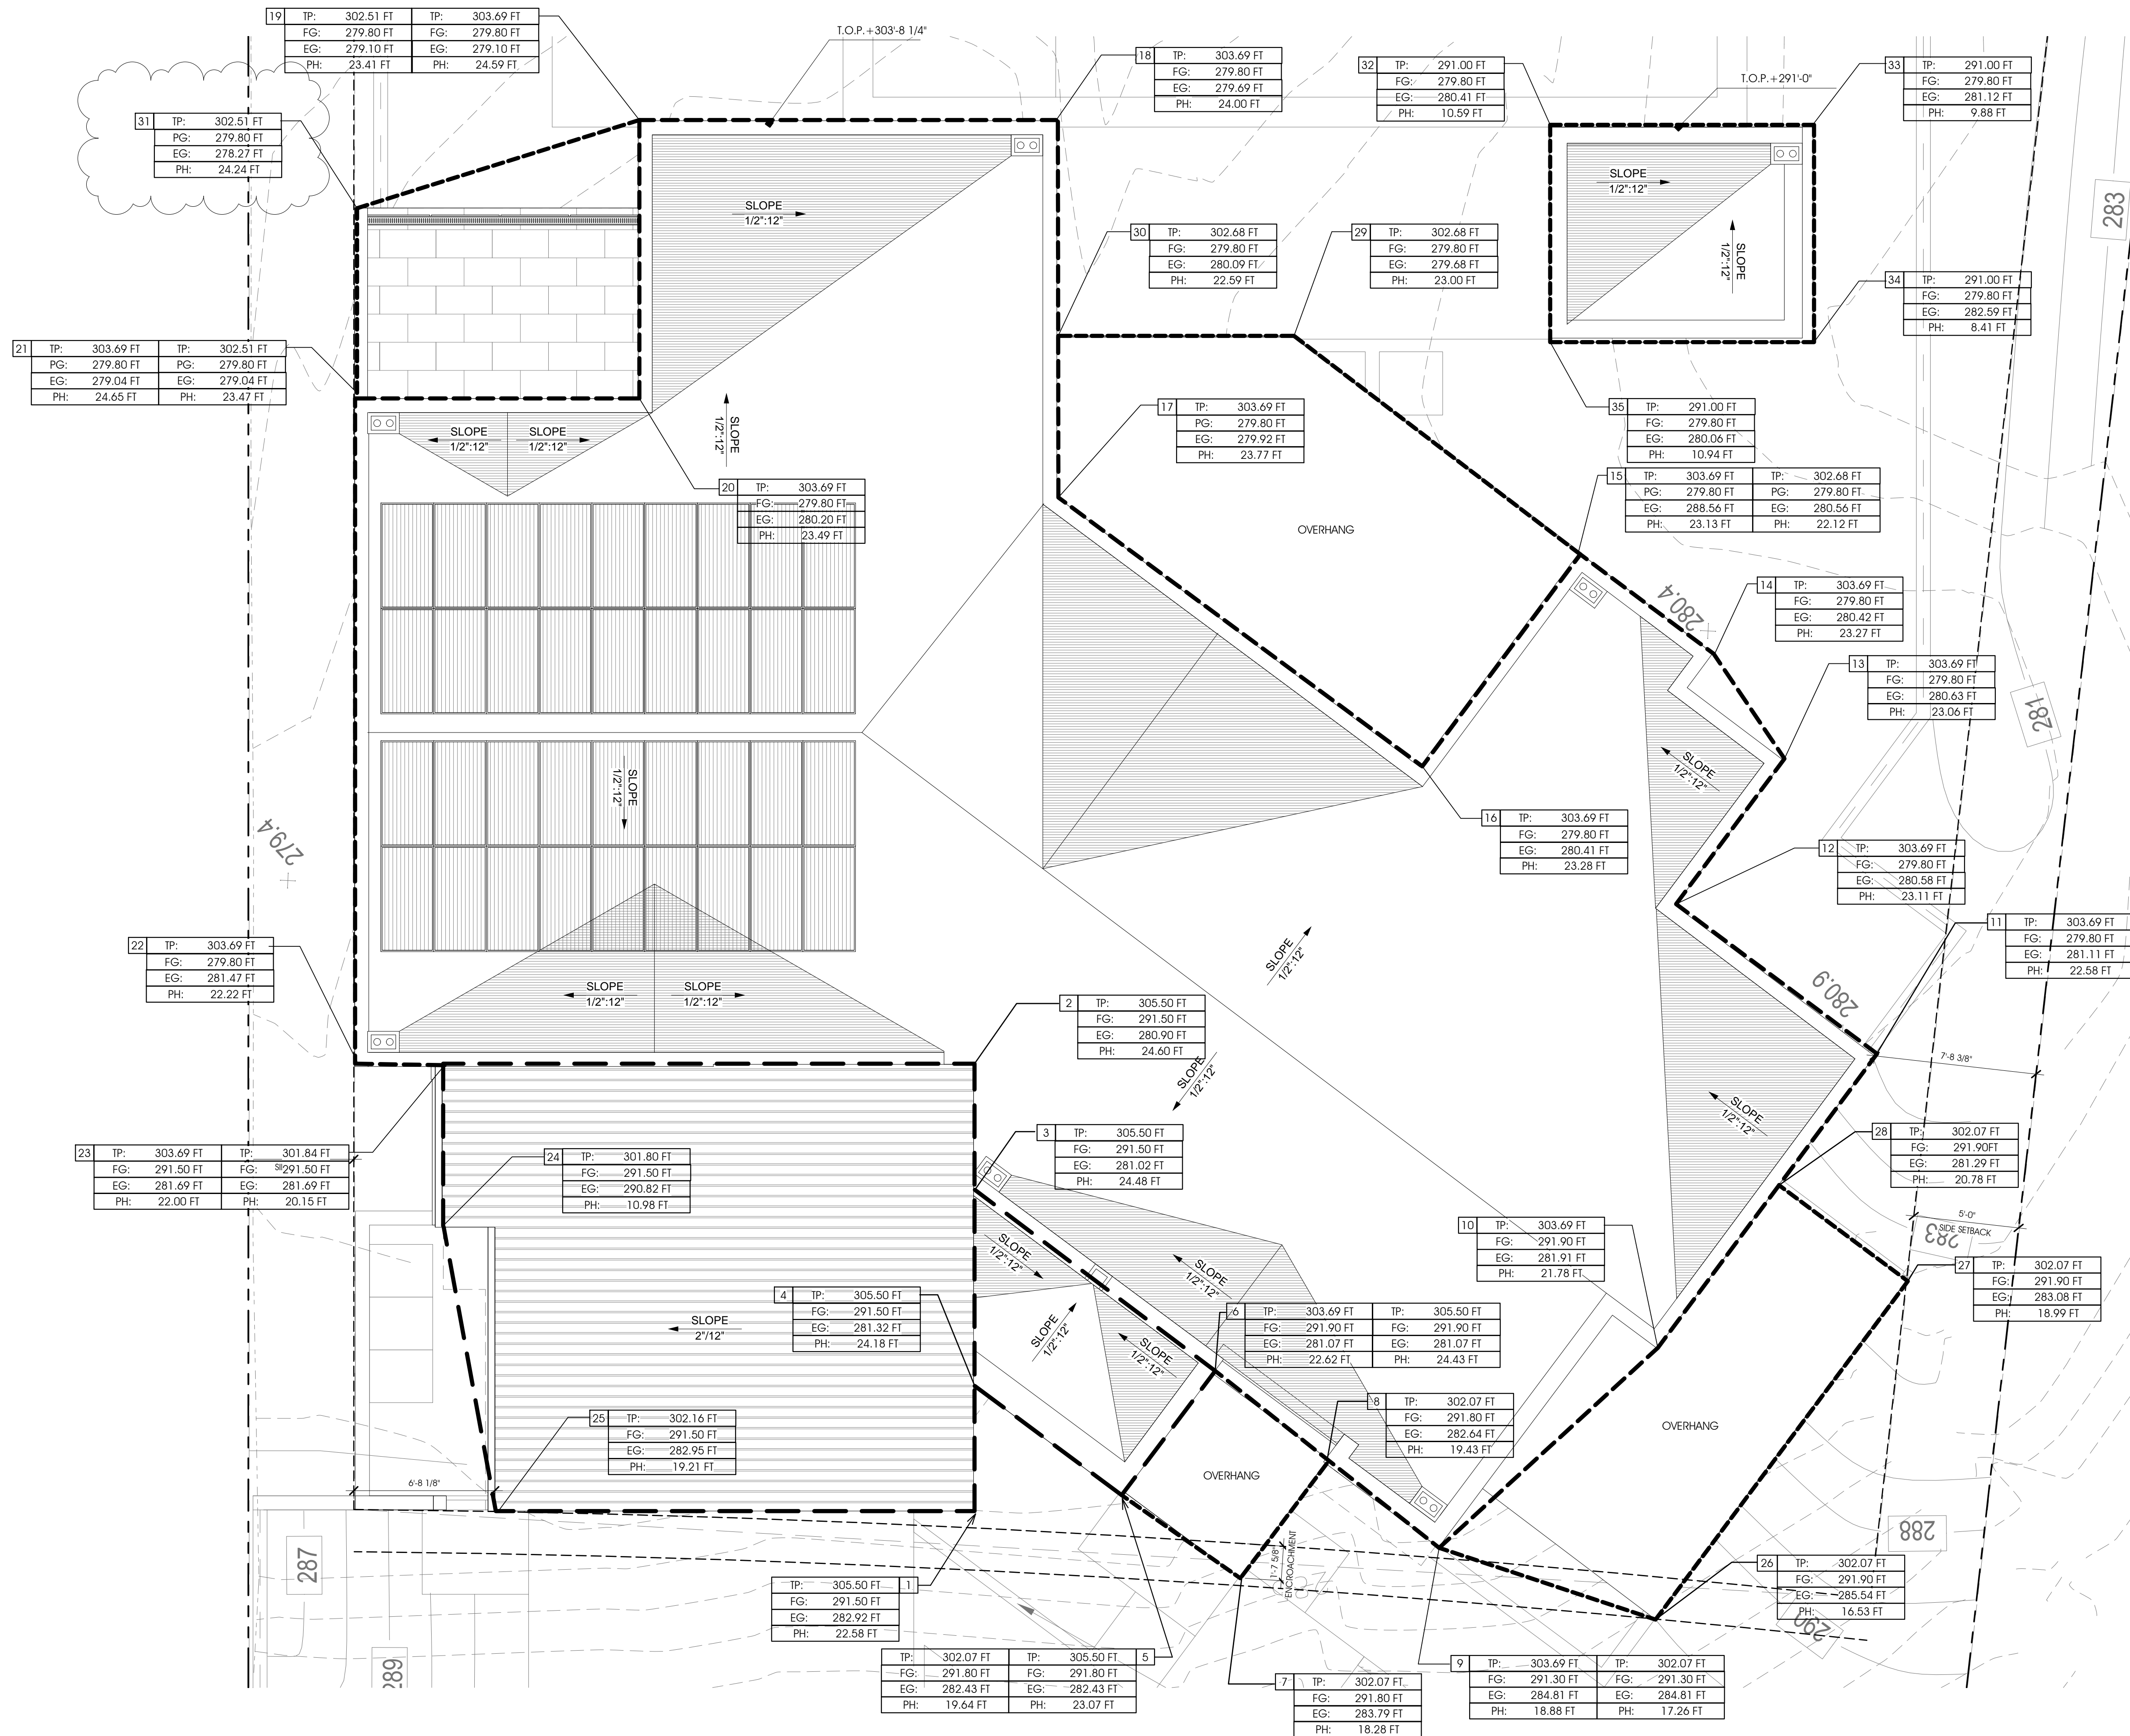 19 TP: 302.51 FT TP: 303.69 FT
FG: 279.80 FT FG: 279.80 FT
EG: 279.10 FT EG: 279.10 FT
PH: 23.41 FT PH: 24.59 FT
T.O.P.+303'-8 1/4"
18 TP: 303.69 FT
FG: 279.80 FT
EG: 279.69 FT
PH: 24.00 FT
32 TP: 291.00 FT
FG: 279.80 FT
EG: 280.41 FT
PH: 10.59 FT
T.O.P.+291'-0"
33 TP: 291.00 FT
FG: 279.80 FT
EG: 281.12 FT
PH: 9.88 FT
31 TP: 302.51 FT
PG: 279.80 FT
EG: 278.27 FT
PH: 24.24 FT
SLOPE
1/2":12"
SLOPE
1/2":12"
SLOPE
1/2":12"
283
30 TP: 302.68 FT
FG: 279.80 FT
EG: 280.09 FT
PH: 22.59 FT
29 TP: 302.68 FT
FG: 279.80 FT
EG: 279.68 FT
PH: 23.00 FT
34 TP: 291.00 FT
FG: 279.80 FT
EG: 282.59 FT
PH: 8.41 FT
21 TP: 303.69 FT TP: 302.51 FT
PG: 279.80 FT PG: 279.80 FT
EG: 279.04 FT EG: 279.04 FT
PH: 24.65 FT PH: 23.47 FT
17 TP: 303.69 FT
PG: 279.80 FT
EG: 279.92 FT
PH: 23.77 FT
35 TP: 291.00 FT
FG: 279.80 FT
EG: 280.06 FT
PH: 10.94 FT
SLOPE
1/2":12"
SLOPE
1/2":12"
SLOPE
1/2":12"
20 TP: 303.69 FT
FG: 279.80 FT
EG: 280.20 FT
PH: 23.49 FT
15 TP: 303.69 FT TP: 302.68 FT
PG: 279.80 FT PG: 279.80 FT
EG: 288.56 FT EG: 280.56 FT
PH: 23.13 FT PH: 22.12 FT
OVERHANG
280.4
14 TP: 303.69 FT
FG: 279.80 FT
EG: 280.42 FT
PH: 23.27 FT
13 TP: 303.69 FT
FG: 279.80 FT
EG: 280.63 FT
PH: 23.06 FT
281
SLOPE
1/2":12"
SLOPE
1/2":12"
279.4
16 TP: 303.69 FT
FG: 279.80 FT
EG: 280.41 FT
PH: 23.28 FT
12 TP: 303.69 FT
FG: 279.80 FT
EG: 280.58 FT
PH: 23.11 FT
11 TP: 303.69 FT
FG: 279.80 FT
EG: 281.11 FT
PH: 22.58 FT
22 TP: 303.69 FT
FG: 279.80 FT
EG: 281.47 FT
PH: 22.22 FT
SLOPE
1/2":12"
280.9
SLOPE
1/2":12"
SLOPE
1/2":12"
2 TP: 305.50 FT
FG: 291.50 FT
EG: 280.90 FT
PH: 24.60 FT
7'-8 3/8"
SLOPE
1/2":12"
SLOPE
1/2":12"
3 TP: 305.50 FT
FG: 291.50 FT
EG: 281.02 FT
PH: 24.48 FT
28 TP: 302.07 FT
FG: 291.90FT
EG: 281.29 FT
PH: 20.78 FT
23 TP: 303.69 FT TP: 301.84 FT
FG: 291.50 FT FG: 291.50 FT
EG: 281.69 FT EG: 281.69 FT
PH: 22.00 FT PH: 20.15 FT
24 TP: 301.80 FT
FG: 291.50 FT
EG: 290.82 FT
PH: 10.98 FT
5'-0"
SIDE SETBACK
283
10 TP: 303.69 FT
FG: 291.90 FT
EG: 281.91 FT
PH: 21.78 FT
SLOPE
1/2":12"
SLOPE
1/2":12"
27 TP: 302.07 FT
FG: 291.90 FT
EG: 283.08 FT
PH: 18.99 FT
4 TP: 305.50 FT
FG: 291.50 FT
EG: 281.32 FT
PH: 24.18 FT
SLOPE
2"/12"
6 TP: 303.69 FT TP: 305.50 FT
FG: 291.90 FT FG: 291.90 FT
EG: 281.07 FT EG: 281.07 FT
PH: 22.62 FT PH: 24.43 FT
SLOPE
1/2":12"
SLOPE
1/2":12"
8 TP: 302.07 FT
FG: 291.80 FT
EG: 282.64 FT
PH: 19.43 FT
25 TP: 302.16 FT
FG: 291.50 FT
EG: 282.95 FT
PH: 19.21 FT
OVERHANG
OVERHANG
6'-8 1/8"
287
288
1'-7 5/8"
ENCROACHMENT
26 TP: 302.07 FT
FG: 291.90 FT
EG: 285.54 FT
PH: 16.53 FT
290
TP: 305.50 FT 1
FG: 291.50 FT
EG: 282.92 FT
PH: 22.58 FT
289
TP: 302.07 FT TP: 305.50 FT 5
FG: 291.80 FT FG: 291.80 FT
EG: 282.43 FT EG: 282.43 FT
PH: 19.64 FT PH: 23.07 FT
7 TP: 302.07 FT
FG: 291.80 FT
EG: 283.79 FT
PH: 18.28 FT
9 TP: 303.69 FT TP: 302.07 FT
FG: 291.30 FT FG: 291.30 FT
EG: 284.81 FT EG: 284.81 FT
PH: 18.88 FT PH: 17.26 FT